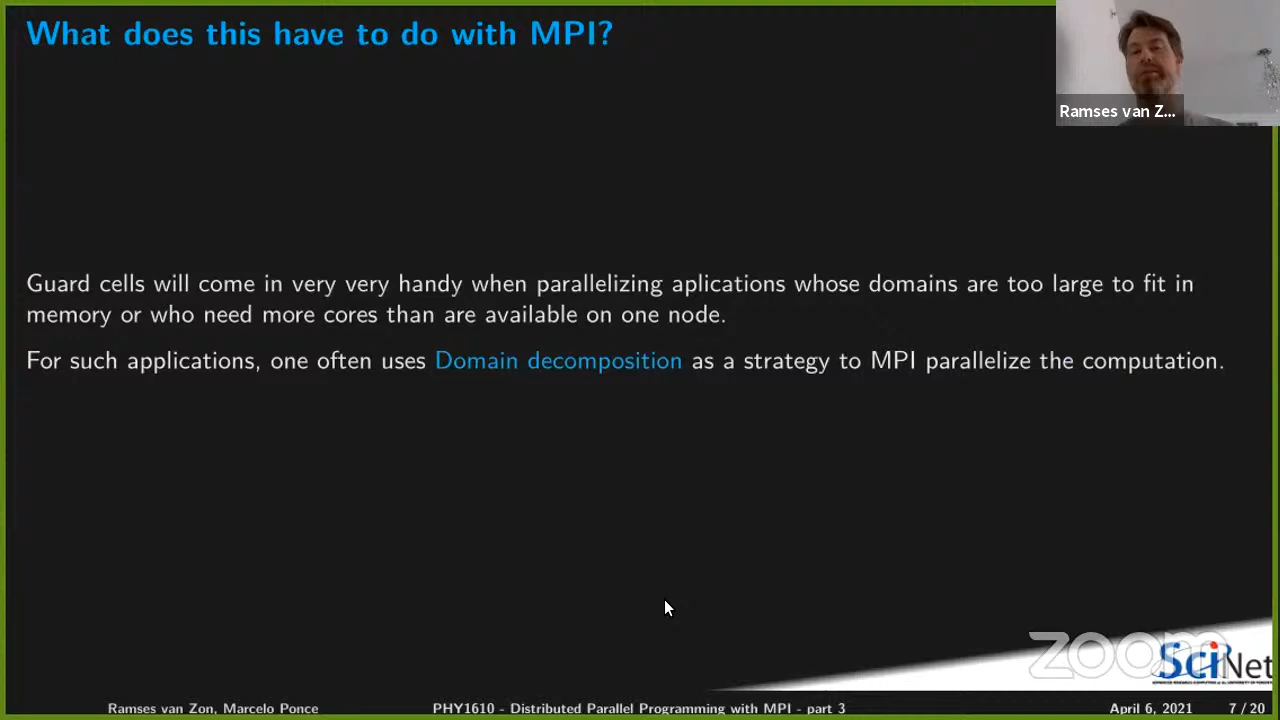 What does this have to do with MPI?
Ramses van Z...
Guard cells will come in very very handy when parallelizing aplications whose domains are too large to fit in
memory or who need more cores than are available on one node.
For such applications, one often uses Domain decomposition as a strategy to MPI parallelize the computation.
zoom
SciNet
Ramses van Zon, Marcelo Ponce
PHY1610 - Distributed Parallel Programming with MPI - part 3
April 6, 2021
7 / 20